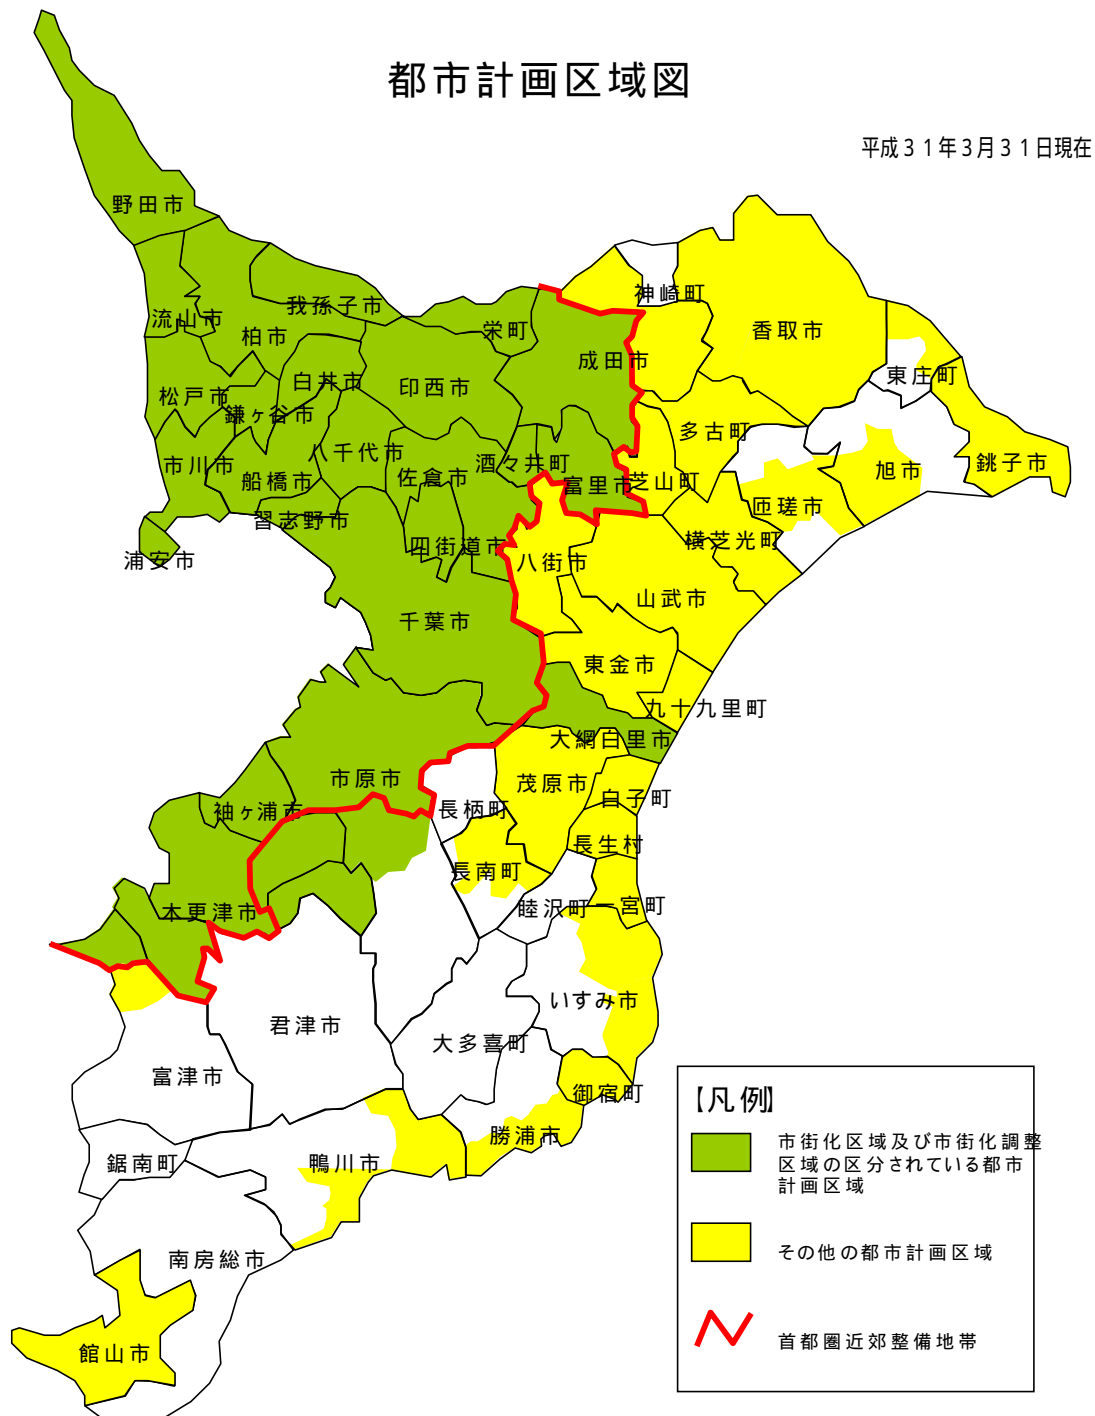 都市計画区域図
平成３１年３月３１日現在
野田市
我孫子市
神崎町
流山市
柏市
栄町
香取市
成田市
東庄町
白井市
印西市
松戸市
鎌ヶ谷市
多古町
八千代市
市川市
船橋市
佐倉市
酒々井町
富里市
芝山町
旭市
銚子市
匝瑳市
習志野市
四街道市
横芝光町
浦安市
八街市
山武市
千葉市
東金市
九十九里町
大網白里市
市原市
茂原市
白子町
袖ヶ浦市
長柄町
長生村
長南町
木更津市
睦沢町
一宮町
いすみ市
君津市
大多喜町
富津市
御宿町
勝浦市
鋸南町
鴨川市
南房総市
館山市
【凡例】
市街化区域及び市街化調整
区域の区分されている都市
計画区域
その他の都市計画区域
首都圏近郊整備地帯